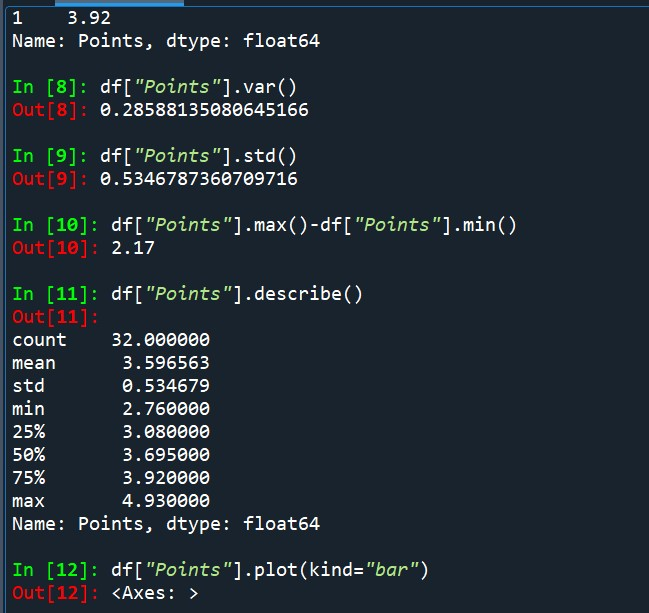 1    3.92
Name: Points, dtype: float64

In [8]: df["Points"].var()
Out[8]: 0.28588135080645166

In [9]: df["Points"].std()
Out[9]: 0.5346787360709716

In [10]: df["Points"].max()-df["Points"].min()
Out[10]: 2.17

In [11]: df["Points"].describe()
Out[11]:
count    32.000000
mean      3.596563
std       0.534679
min       2.760000
25%       3.080000
50%       3.695000
75%       3.920000
max       4.930000
Name: Points, dtype: float64

In [12]: df["Points"].plot(kind="bar")
Out[12]: <Axes: >